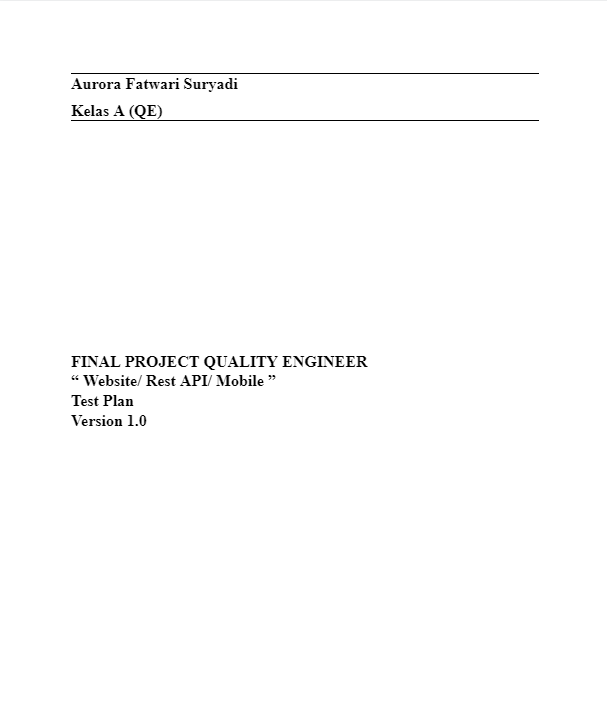 Aurora Fatwari Suryadi
Kelas A (QE)
FINAL PROJECT QUALITY ENGINEER
“ Website/ Rest API/ Mobile ”
Test Plan
Version 1.0